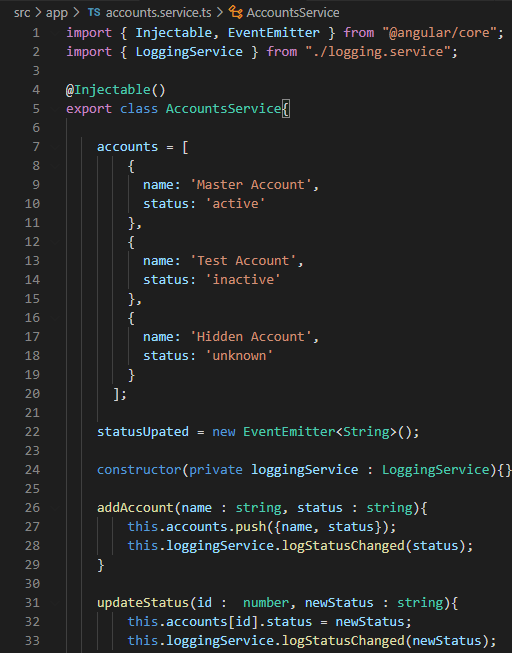 src > app > TS accounts.service.ts > AccountsService
1 import { Injectable, EventEmitter } from "@angular/core";
2 import { LoggingService } from "./logging.service";
3
4 @Injectable()
5 export class AccountsService{
6
7     accounts = [
8         {
9           name: 'Master Account',
10           status: 'active'
11         },
12         {
13           name: 'Test Account',
14           status: 'inactive'
15         },
16         {
17           name: 'Hidden Account',
18           status: 'unknown'
19         }
20       ];
21
22     statusUpated = new EventEmitter<String>();
23
24     constructor(private loggingService : LoggingService){}
25
26     addAccount(name : string, status : string){
27         this.accounts.push({name, status});
28         this.loggingService.logStatusChanged(status);
29     }
30
31     updateStatus(id :  number, newStatus : string){
32         this.accounts[id].status = newStatus;
33         this.loggingService.logStatusChanged(newStatus);